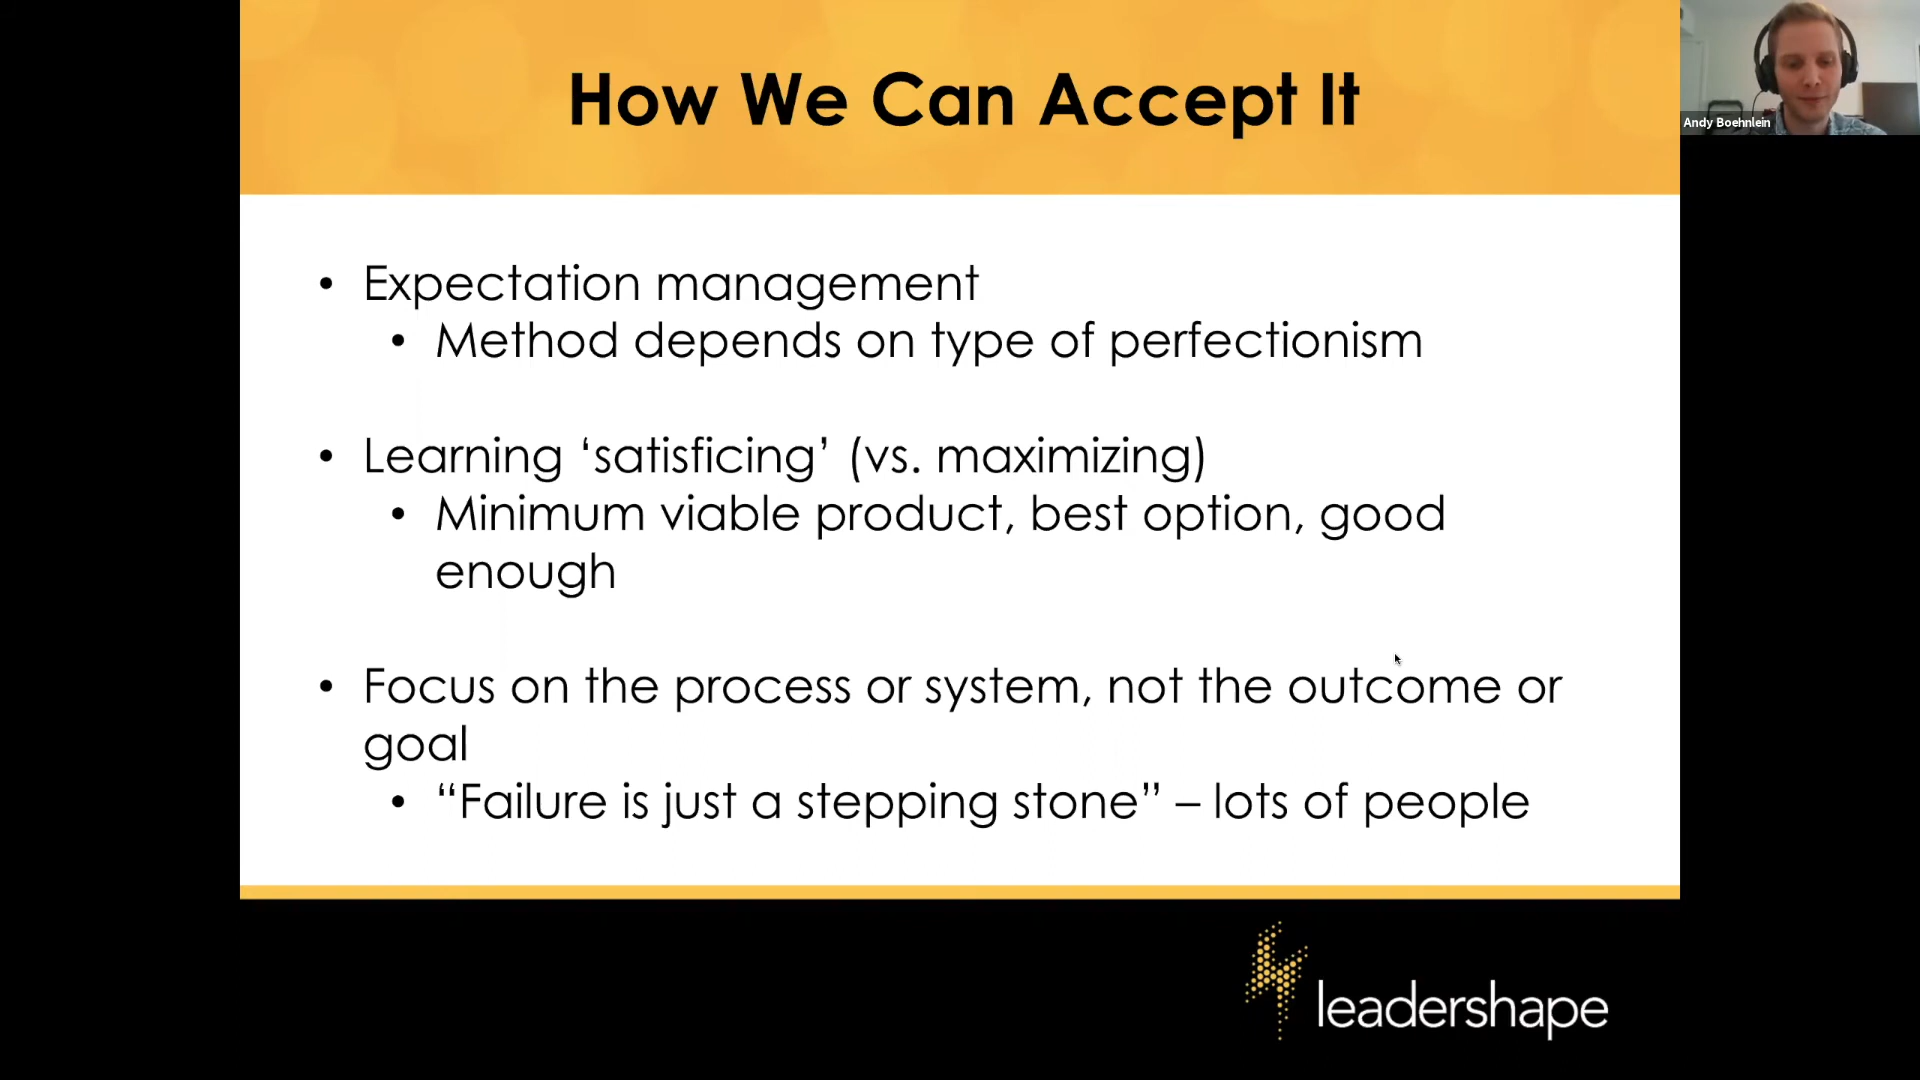 How We Can Accept It
Andy Boehnlein
• Expectation management
• Method depends on type of perfectionism
• Learning ‘satisficing’ (vs. maximizing)
• Minimum viable product, best option, good
enough
• Focus on the process or system, not the outcome or
goal
• “Failure is just a stepping stone” – lots of people
leadershape